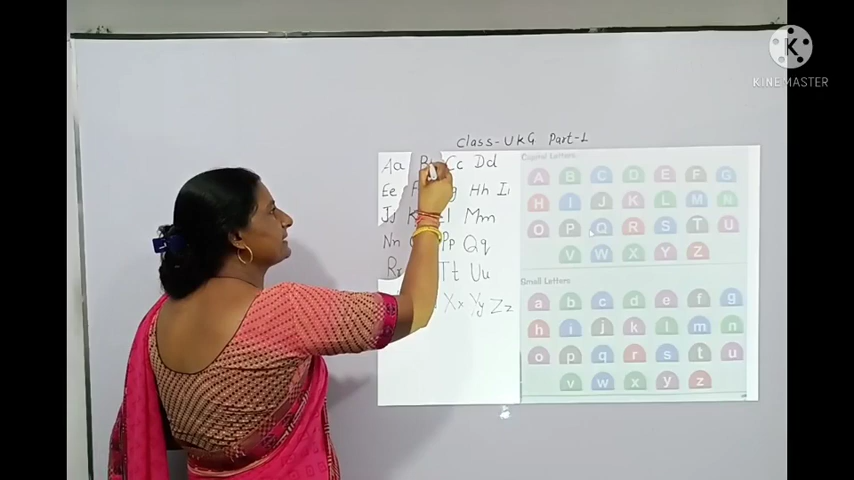 KINEMASTER
Class-UKG Part-1
Aa B Cc Dd
Ee F g Hh Ii
Jj K l Mm
Nn Pp Qq
R Tt Uu
Xx Yy Zz
Capital Letters
A B C D E F G
H I J K L M N
O P Q R S T U
V W X Y Z
Small Letters
a b c d e f g
h i j k l m n
o p q r s t u
v w x y z